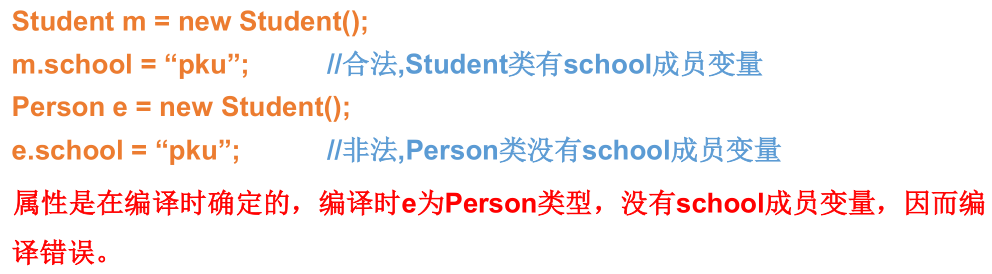 Student m = new Student();
m.school = “pku”; //合法,Student类有school成员变量
Person e = new Student();
e.school = “pku”; //非法,Person类没有school成员变量
属性是在编译时确定的，编译时e为Person类型，没有school成员变量，因而编
译错误。